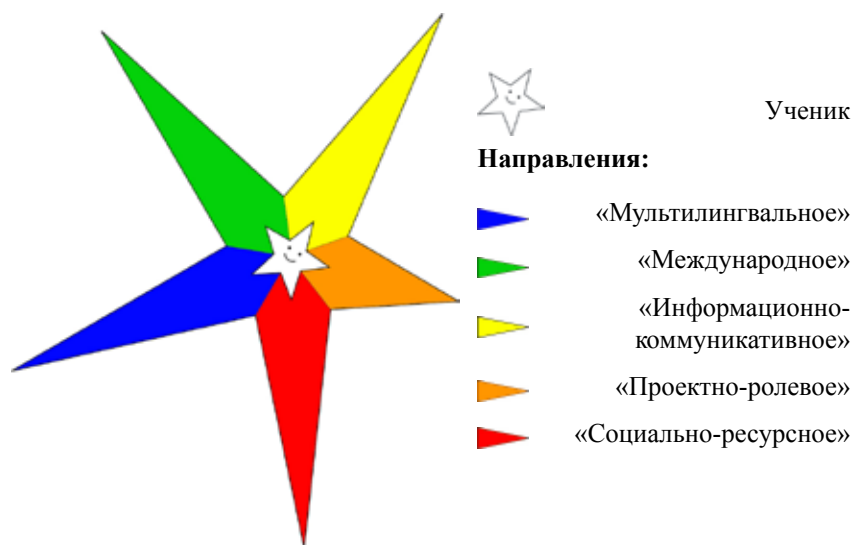 Ученик
Направления:
«Мультилингвальное»
«Международное»
«Информационно-
коммуникативное»
«Проектно-ролевое»
«Социально-ресурсное»